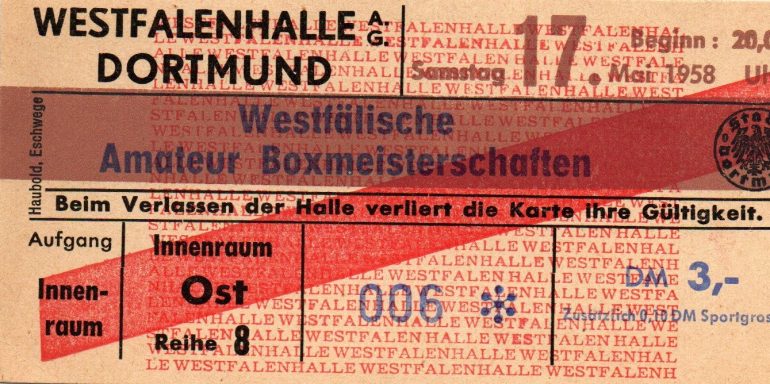 WESTFALENHALLE A.G.
DORTMUND
Samstag 17. Mai 1958
Beginn: 20,0
Uh
Westfälische
Amateur Boxmeisterschaften
Haubold, Eschwege
Beim Verlassen der Halle verliert die Karte ihre Gültigkeit.
Aufgang
Innen-
raum
Innenraum
Ost
Reihe 8
006 *
DM 3,-
Zusätzlich 0,10 DM Sportgros